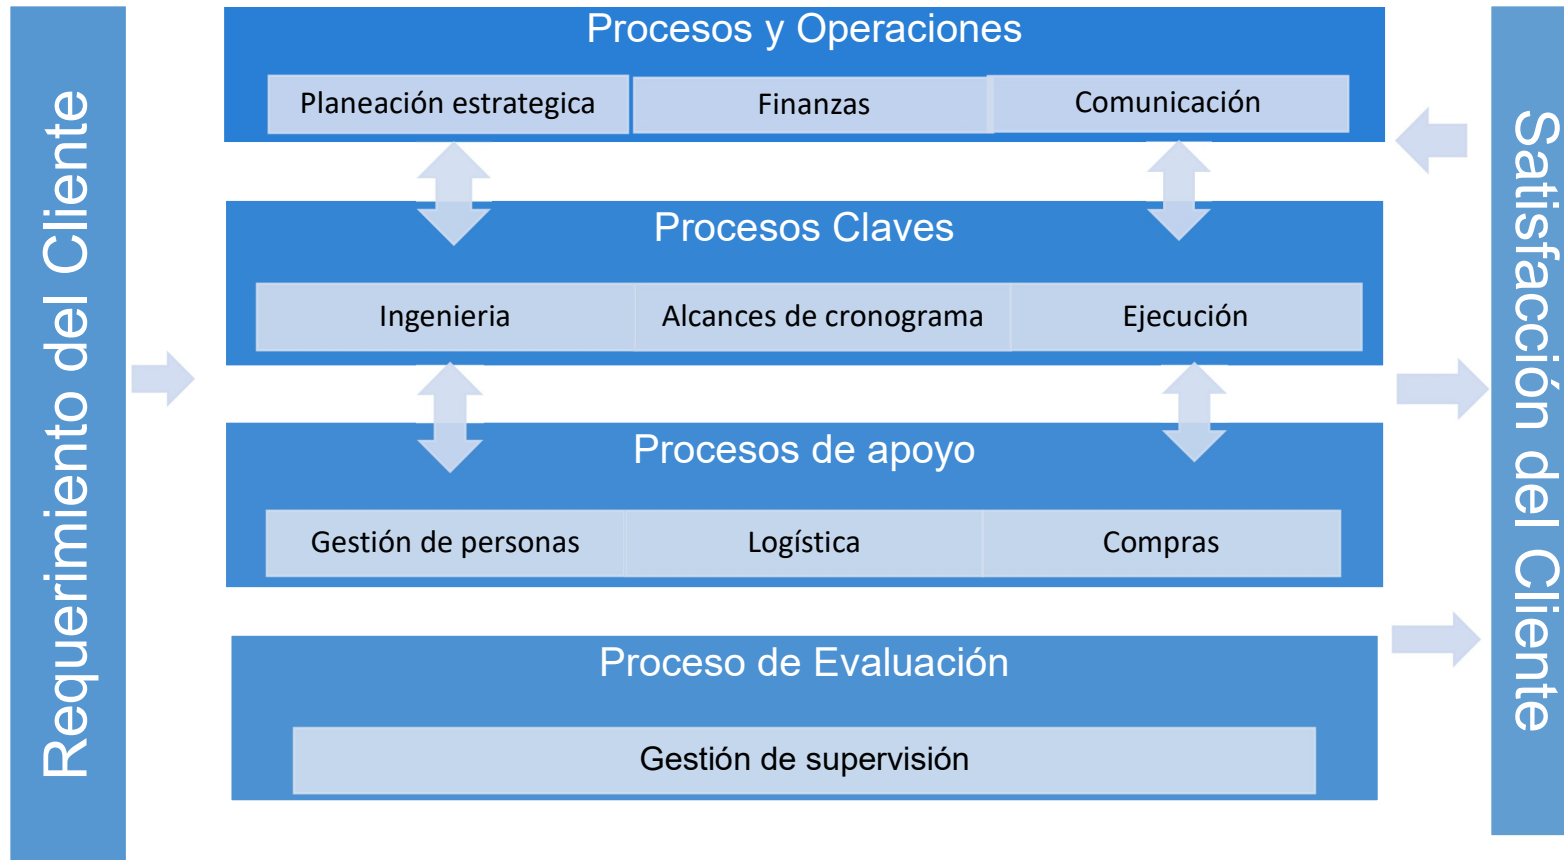 Requerimiento del Cliente
Procesos y Operaciones
Planeación estrategica
Finanzas
Comunicación
Procesos Claves
Ingenieria
Alcances de cronograma
Ejecución
Procesos de apoyo
Gestión de personas
Logística
Compras
Proceso de Evaluación
Gestión de supervisión
Satisfacción del Cliente